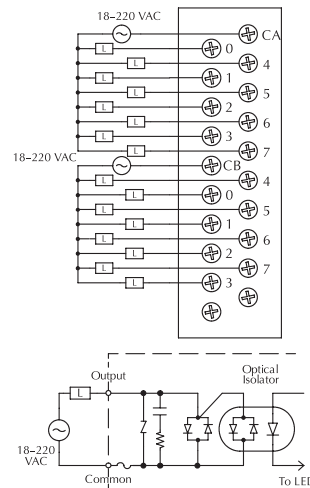 18–220 VAC
CA
L
0
L
4
L
1
L
5
L
2
L
6
L
3
L
7
18–220 VAC
CB
L
4
L
0
L
5
L
1
L
6
L
2
L
7
L
3
Optical
Isolator
Output
L
18–220
VAC
Common
To LED